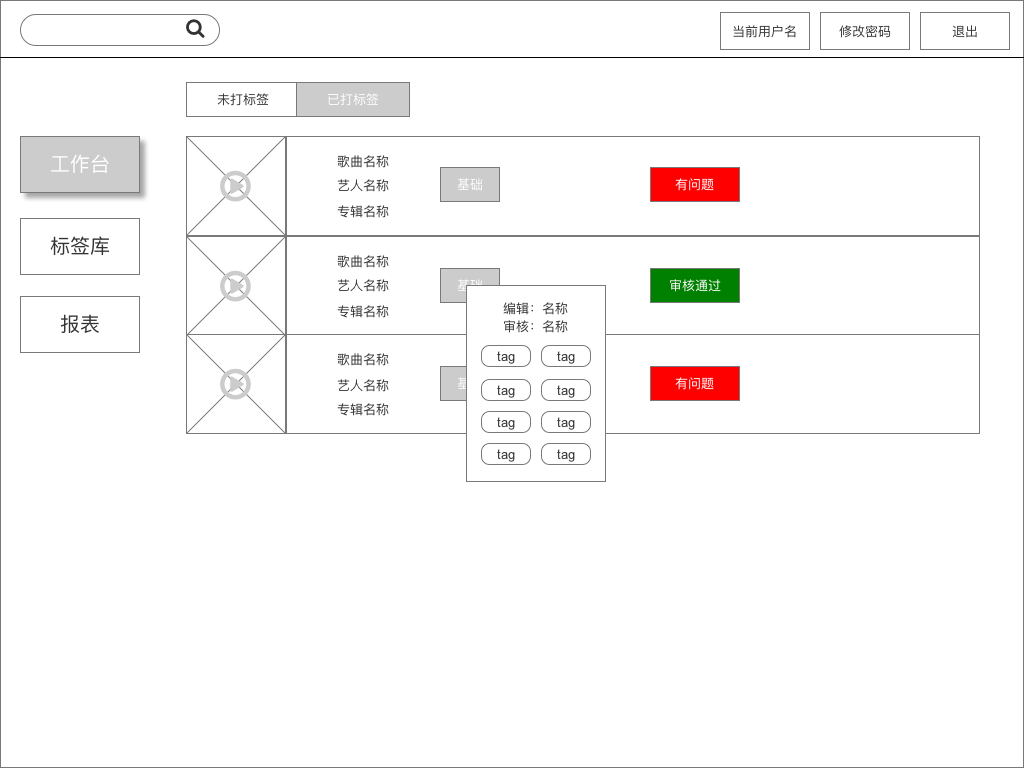 当前用户名
修改密码
退出
未打标签
已打标签
工作台
标签库
报表
歌曲名称
艺人名称
专辑名称
基础
有问题
歌曲名称
艺人名称
专辑名称
审核通过
编辑：名称
审核：名称
tag tag
tag tag
tag tag
tag tag
歌曲名称
艺人名称
专辑名称
有问题